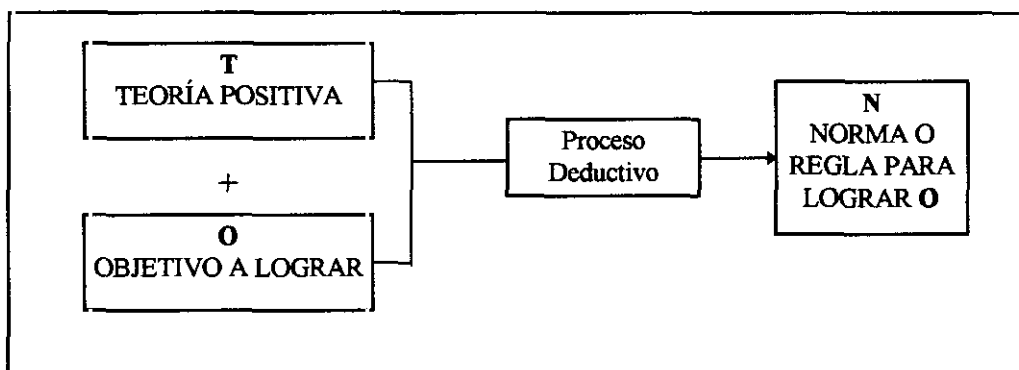 T
TEORÍA POSITIVA
+
O
OBJETIVO A LOGRAR
Proceso
Deductivo
N
NORMA O
REGLA PARA
LOGRAR O